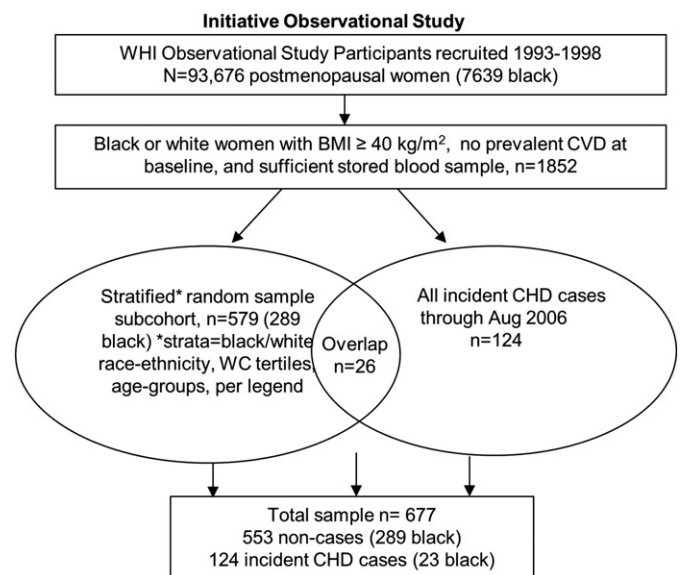 Initiative Observational Study
WHI Observational Study Participants recruited 1993-1998
N=93,676 postmenopausal women (7639 black)
Black or white women with BMI ≥ 40 kg/m², no prevalent CVD at
baseline, and sufficient stored blood sample, n=1852
Stratified* random sample
subcohort, n=579 (289
black) *strata=black/white
race-ethnicity, WC tertiles,
age-groups, per legend
Overlap
n=26
All incident CHD cases
through Aug 2006
n=124
Total sample n= 677
553 non-cases (289 black)
124 incident CHD cases (23 black)